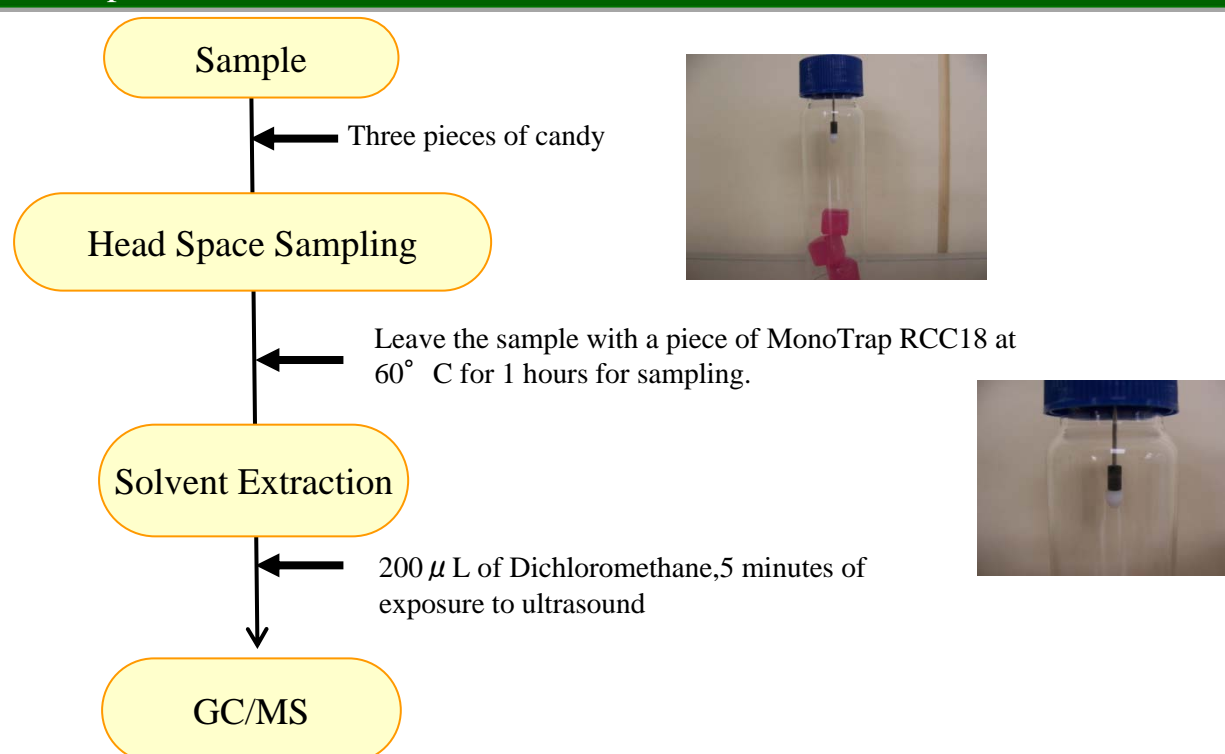 Sample
Three pieces of candy
Head Space Sampling
Leave the sample with a piece of MonoTrap RCC18 at
60° C for 1 hours for sampling.
Solvent Extraction
200 μ L of Dichloromethane,5 minutes of
exposure to ultrasound
GC/MS